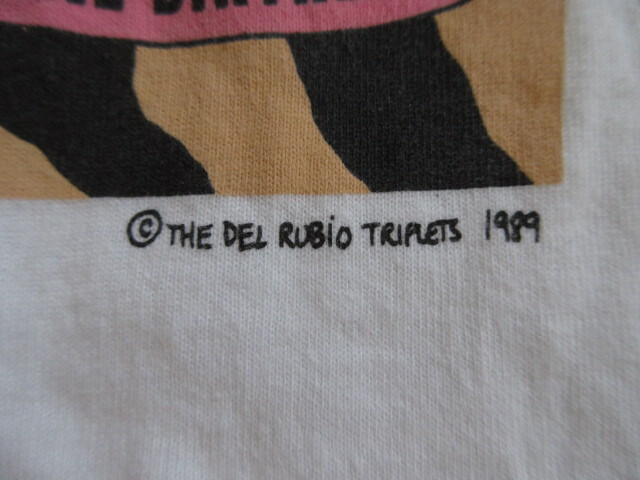 © THE DEL RUBIO TRIPLETS 1989